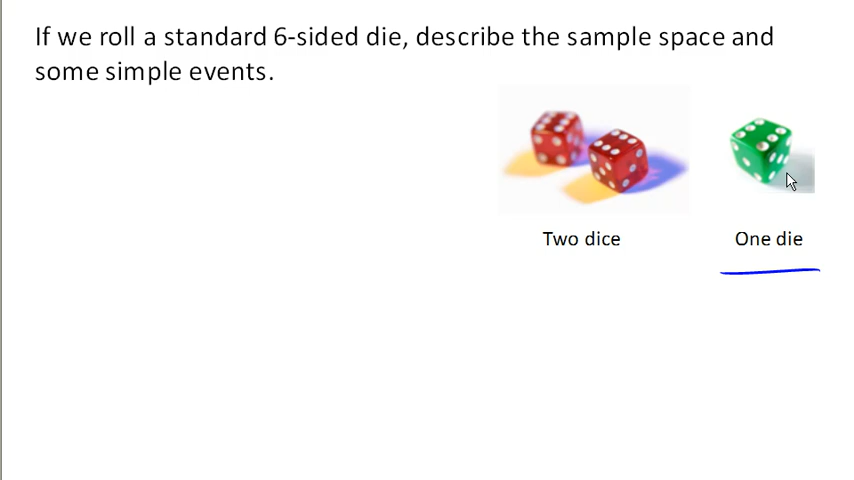 If we roll a standard 6-sided die, describe the sample space and
some simple events.
Two dice
One die